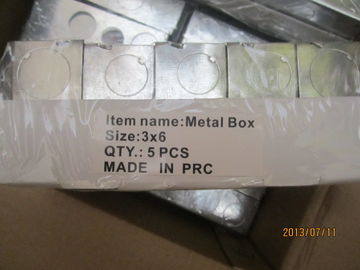 Item name:Metal Box
Size:3x6
QTY.: 5 PCS
MADE IN PRC
2013/07/11